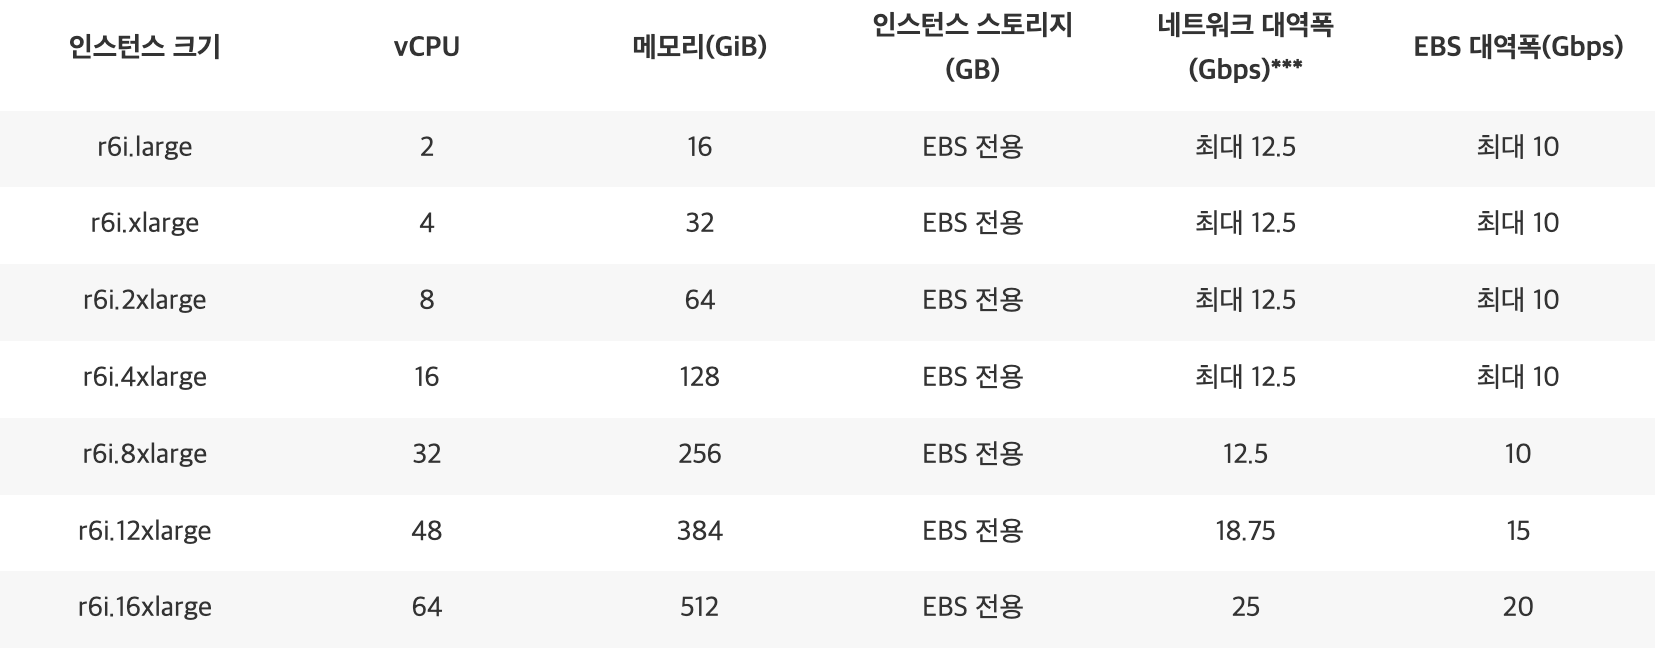 인스턴스 크기 vCPU 메모리(GiB) 인스턴스 스토리지 (GB) 네트워크 대역폭 (Gbps)*** EBS 대역폭(Gbps)
r6i.large 2 16 EBS 전용 최대 12.5 최대 10
r6i.xlarge 4 32 EBS 전용 최대 12.5 최대 10
r6i.2xlarge 8 64 EBS 전용 최대 12.5 최대 10
r6i.4xlarge 16 128 EBS 전용 최대 12.5 최대 10
r6i.8xlarge 32 256 EBS 전용 12.5 10
r6i.12xlarge 48 384 EBS 전용 18.75 15
r6i.16xlarge 64 512 EBS 전용 25 20